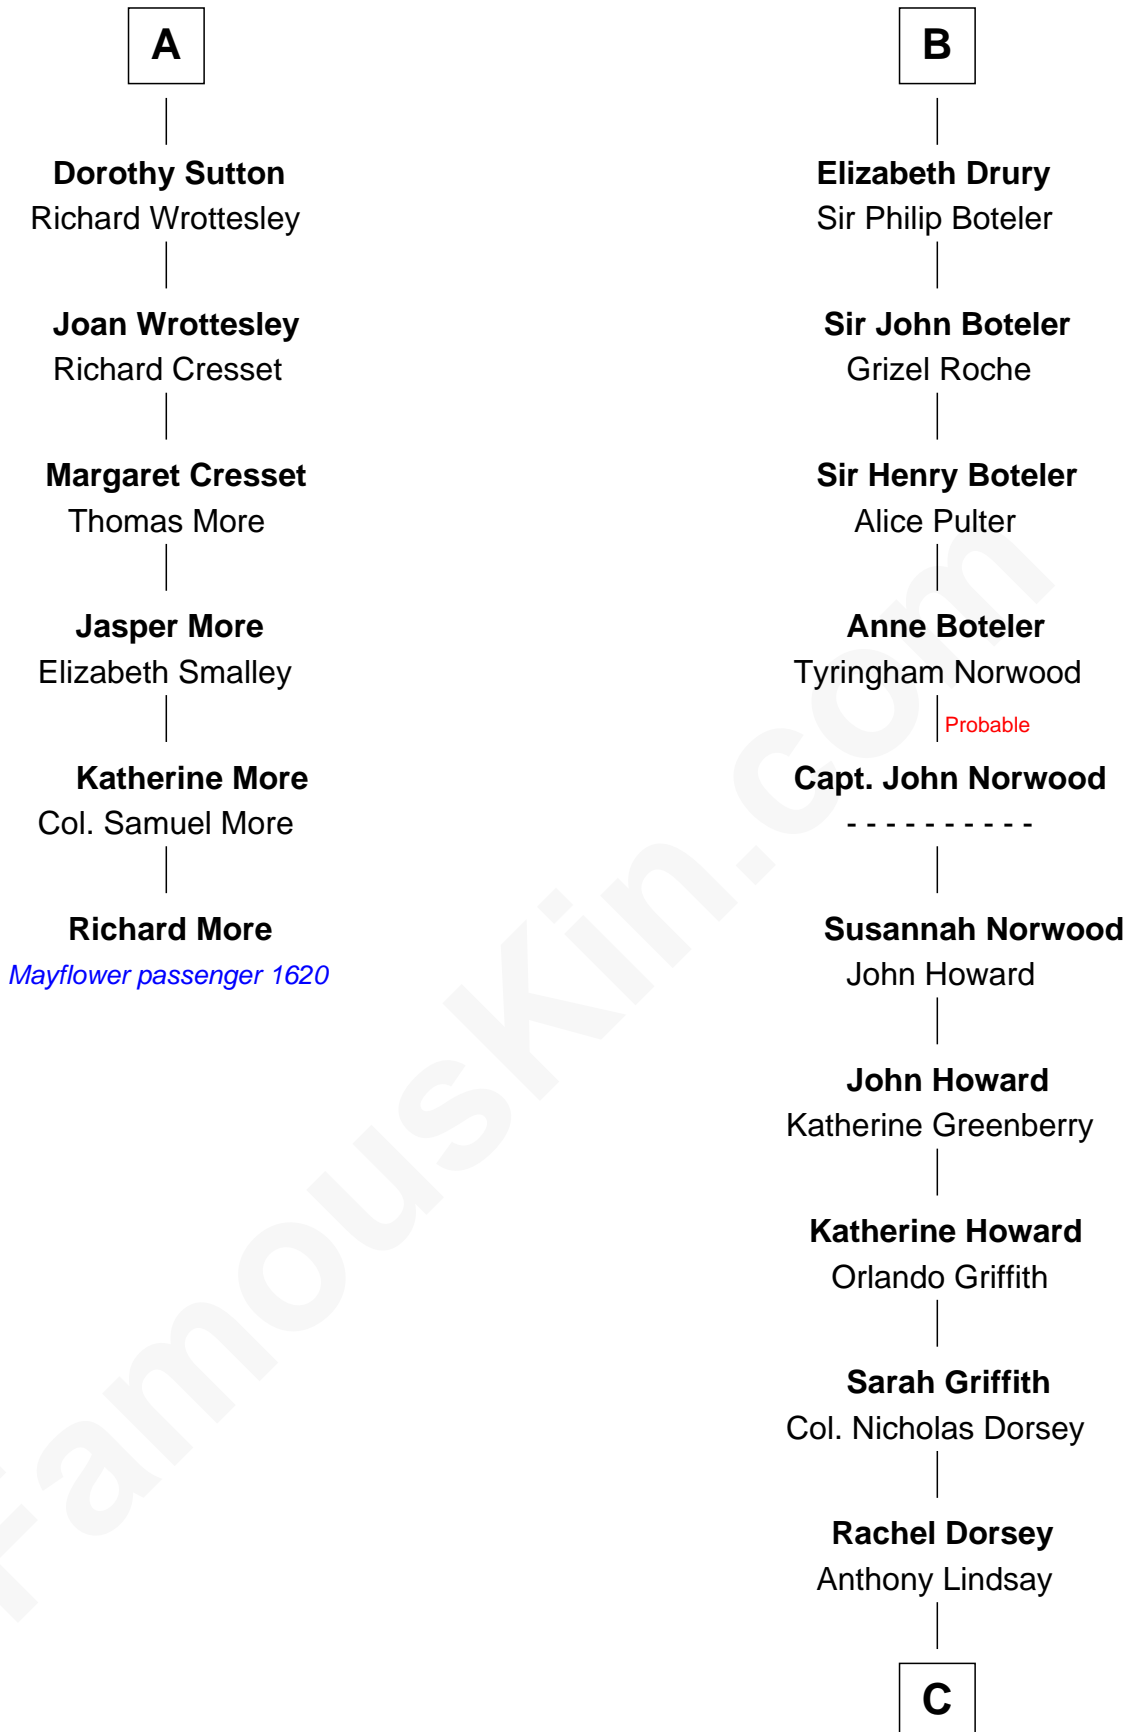 A
Dorothy Sutton
Richard Wrottesley
Joan Wrottesley
Richard Cresset
Margaret Cresset
Thomas More
Jasper More
Elizabeth Smalley
Katherine More
Col. Samuel More
Richard More
Mayflower passenger 1620
B
Elizabeth Drury
Sir Philip Boteler
Sir John Boteler
Grizel Roche
Sir Henry Boteler
Alice Pulter
Anne Boteler
Tyringham Norwood
Probable
Capt. John Norwood
- - - - - - - - - -
Susannah Norwood
John Howard
John Howard
Katherine Greenberry
Katherine Howard
Orlando Griffith
Sarah Griffith
Col. Nicholas Dorsey
Rachel Dorsey
Anthony Lindsay
C
FamousKin.com